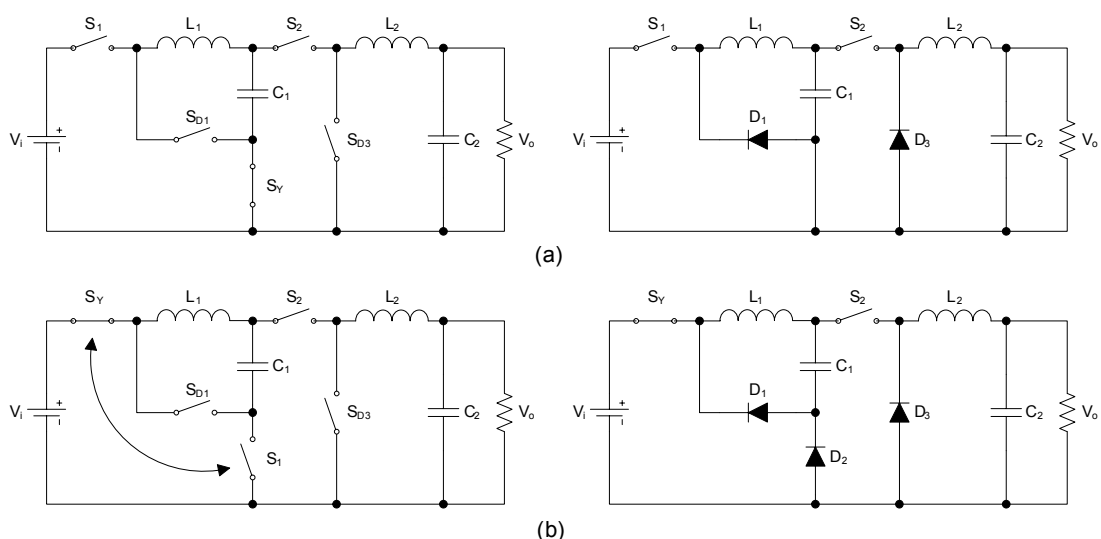 S1 L1 S2 L2 S1 L1 S2 L2
C1 C1
SD1 D1
Vi + - SD3 C2 Vo Vi + - D3 C2 Vo
SY
(a)
SY L1 S2 L2 SY L1 S2 L2
C1 C1
SD1 D1
Vi + - SD3 C2 Vo Vi + - D3 C2 Vo
S1 D2
(b)